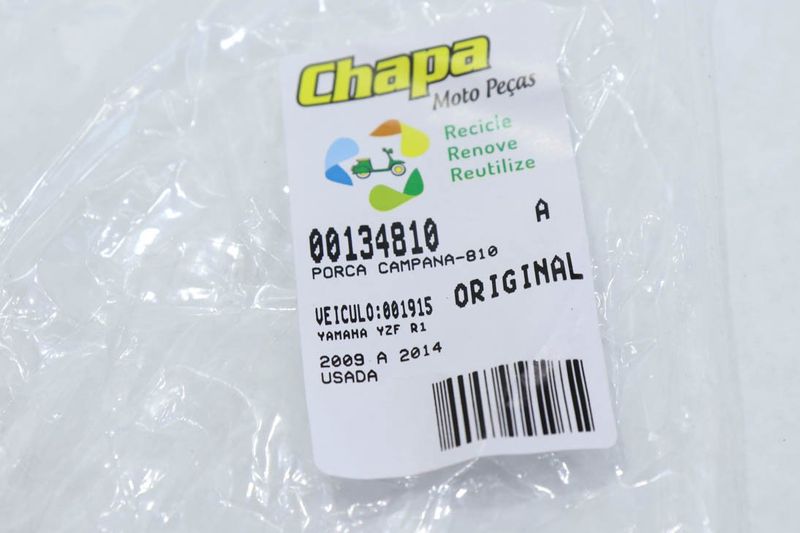 Chapa
Moto Peças
Recicle
Renove
Reutilize
A
00134810
PORCA CAMPANA-810
ORIGINAL
VEICULO:001915
YAMAHA YZF R1
2009 A 2014
USADA